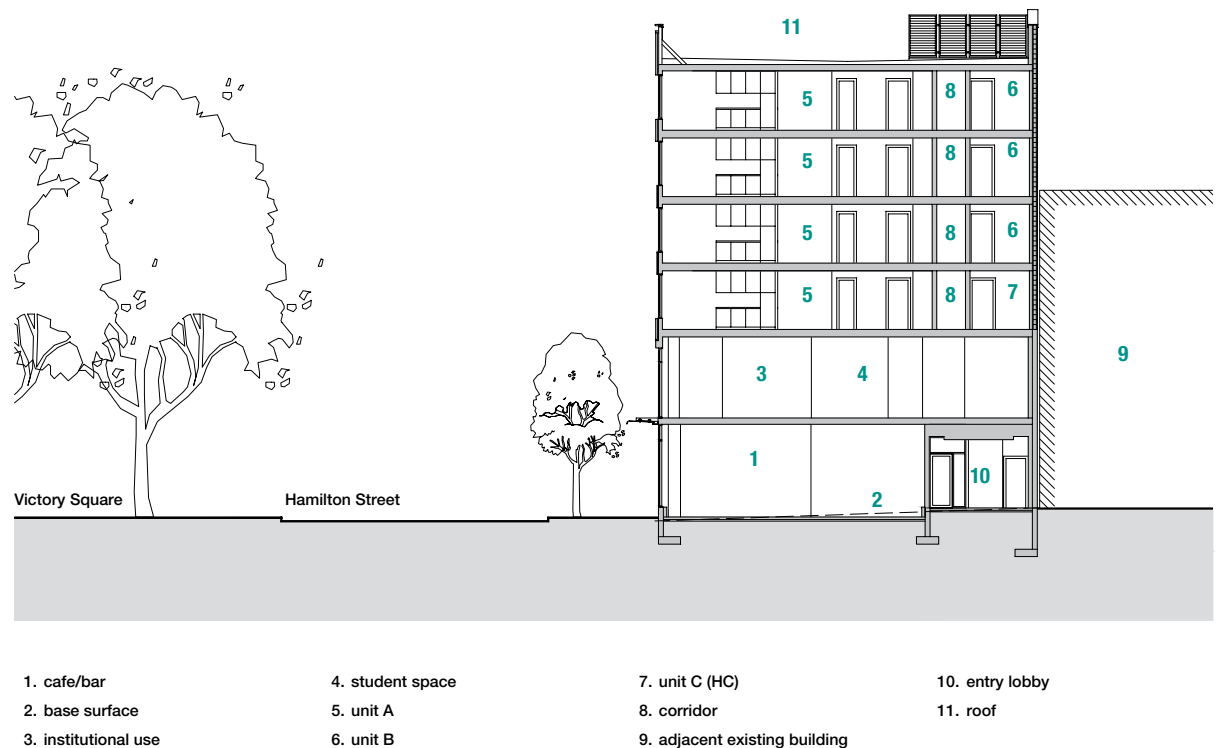 11
5 8 6
5 8 6
5 8 6
5 8 7
9
3 4
1
10
2
Victory Square Hamilton Street
1. cafe/bar
2. base surface
3. institutional use
4. student space
5. unit A
6. unit B
7. unit C (HC)
8. corridor
9. adjacent existing building
10. entry lobby
11. roof